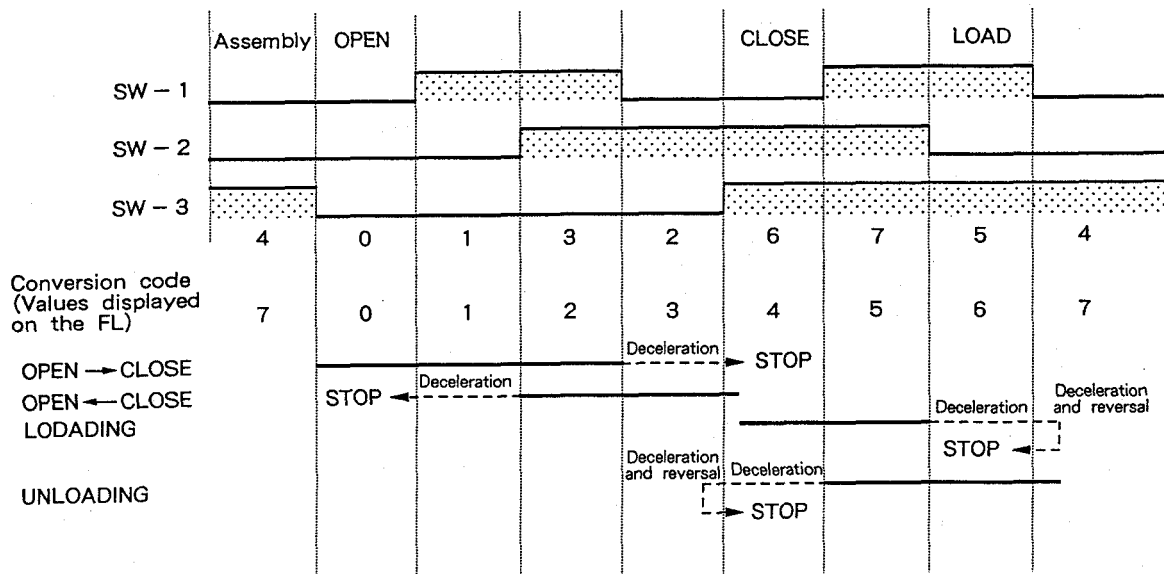 Assembly OPEN CLOSE LOAD
SW - 1
SW - 2
SW - 3
4 0 1 3 2 6 7 5 4
Conversion code
(Values displayed
on the FL)
7 0 1 2 3 4 5 6 7
OPEN → CLOSE Deceleration STOP
OPEN ← CLOSE STOP Deceleration
LODADING Deceleration Deceleration
and reversal
STOP
UNLOADING Deceleration
and reversal Deceleration
STOP